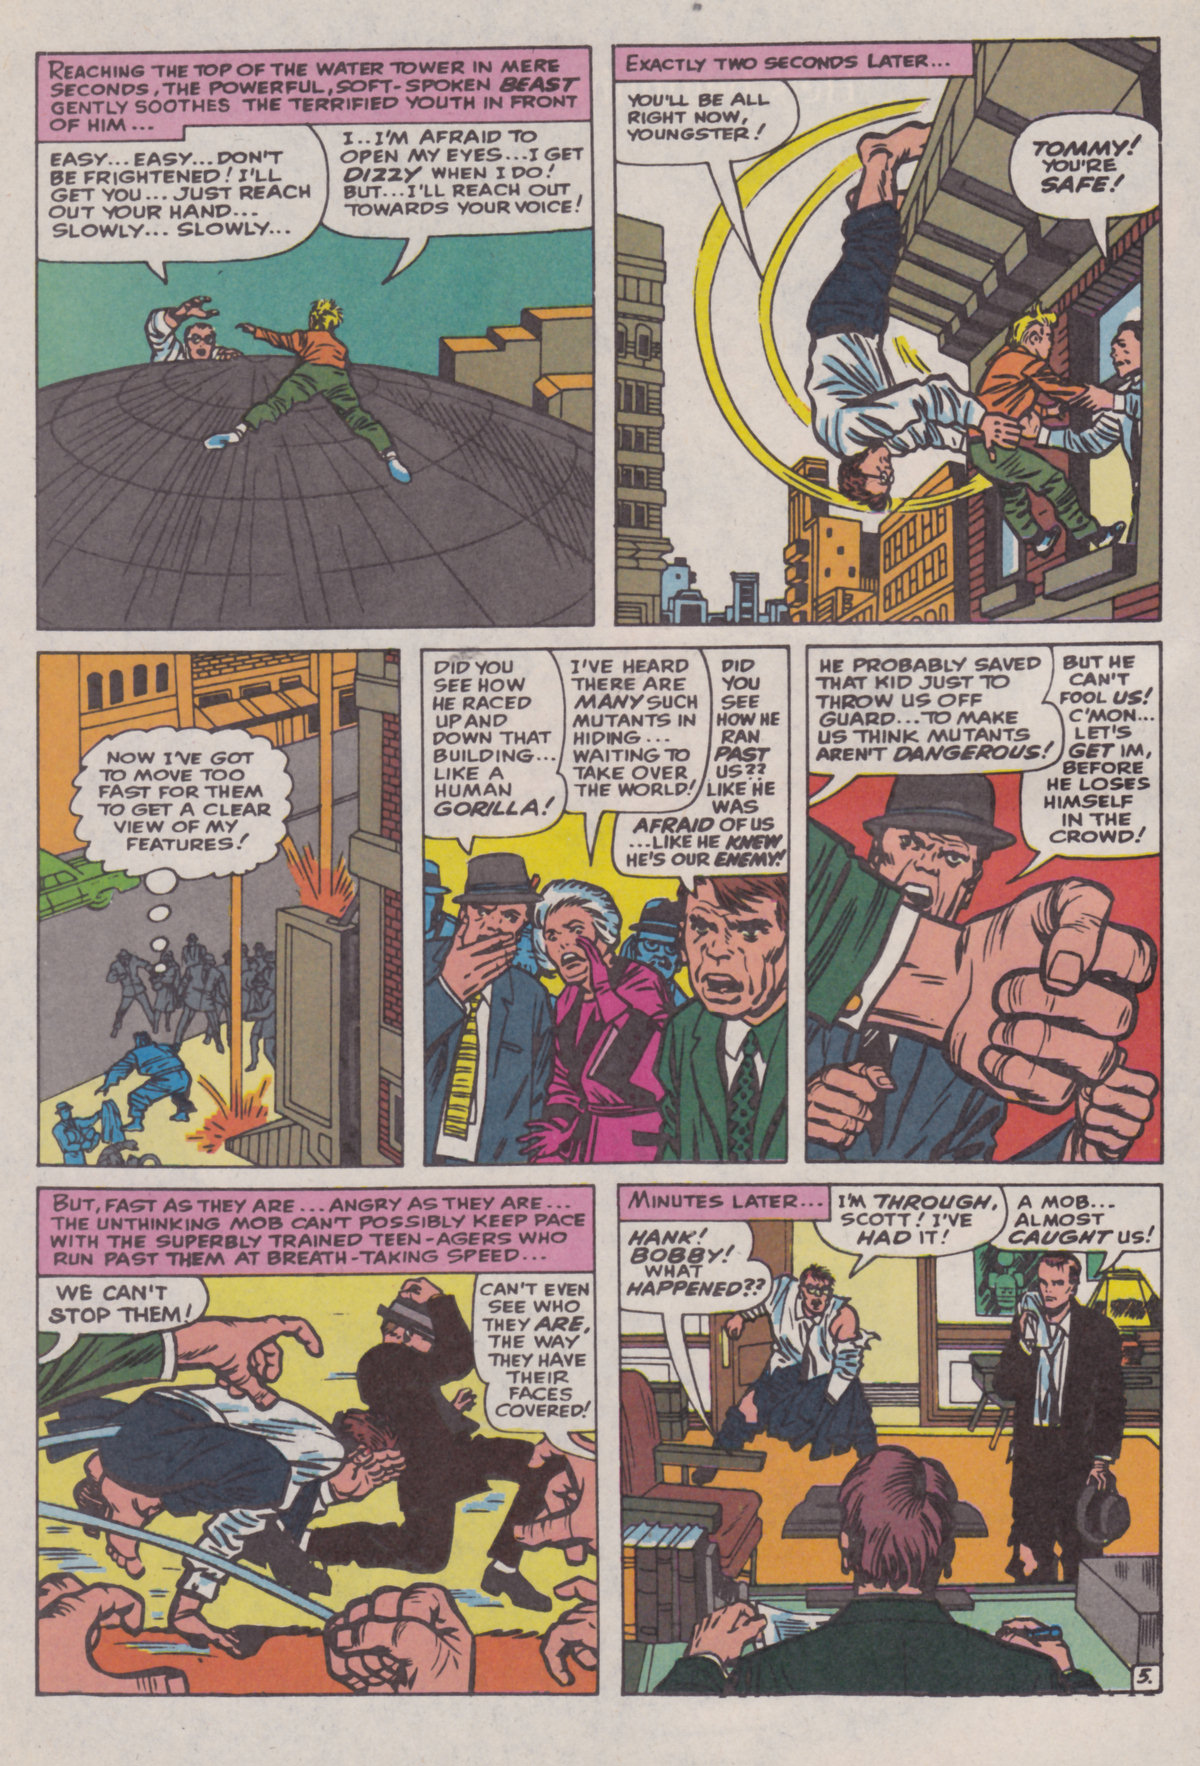 REACHING THE TOP OF THE WATER TOWER IN MERE
SECONDS, THE POWERFUL, SOFT-SPOKEN BEAST
GENTLY SOOTHES THE TERRIFIED YOUTH IN FRONT
OF HIM...
EASY...EASY...DON'T
BE FRIGHTENED! I'LL
GET YOU...JUST REACH
OUT YOUR HAND...
SLOWLY...SLOWLY...
I..I'M AFRAID TO
OPEN MY EYES...I GET
DIZZY WHEN I DO!
BUT...I'LL REACH OUT
TOWARDS YOUR VOICE!
EXACTLY TWO SECONDS LATER...
YOU'LL BE ALL
RIGHT NOW,
YOUNGSTER!
TOMMY!
YOU'RE
SAFE!
NOW I'VE GOT
TO MOVE TOO
FAST FOR THEM
TO GET A CLEAR
VIEW OF MY
FEATURES!
DID YOU
SEE HOW
HE RACED
UP AND
DOWN THAT
BUILDING...
LIKE A
HUMAN
GORILLA!
I'VE HEARD
THERE ARE
MANY SUCH
MUTANTS IN
HIDING...
WAITING TO
TAKE OVER
THE WORLD!
DID
YOU
SEE
HOW HE
RAN
PAST
US??
LIKE HE
WAS
AFRAID OF US
...LIKE HE KNEW
HE'S OUR ENEMY!
HE PROBABLY SAVED
THAT KID JUST TO
THROW US OFF
GUARD...TO MAKE
US THINK MUTANTS
AREN'T DANGEROUS!
BUT HE
CAN'T
FOOL US!
C'MON...
LET'S
GET IM,
BEFORE
HE LOSES
HIMSELF
IN THE
CROWD!
BUT, FAST AS THEY ARE...ANGRY AS THEY ARE...
THE UNTHINKING MOB CAN'T POSSIBLY KEEP PACE
WITH THE SUPERBLY TRAINED TEEN-AGERS WHO
RUN PAST THEM AT BREATH-TAKING SPEED...
WE CAN'T
STOP THEM!
CAN'T EVEN
SEE WHO
THEY ARE,
THE WAY
THEY HAVE
THEIR
FACES
COVERED!
MINUTES LATER...
HANK!
BOBBY!
WHAT
HAPPENED??
I'M THROUGH,
SCOTT! I'VE
HAD IT!
A MOB...
ALMOST
CAUGHT US!
5.